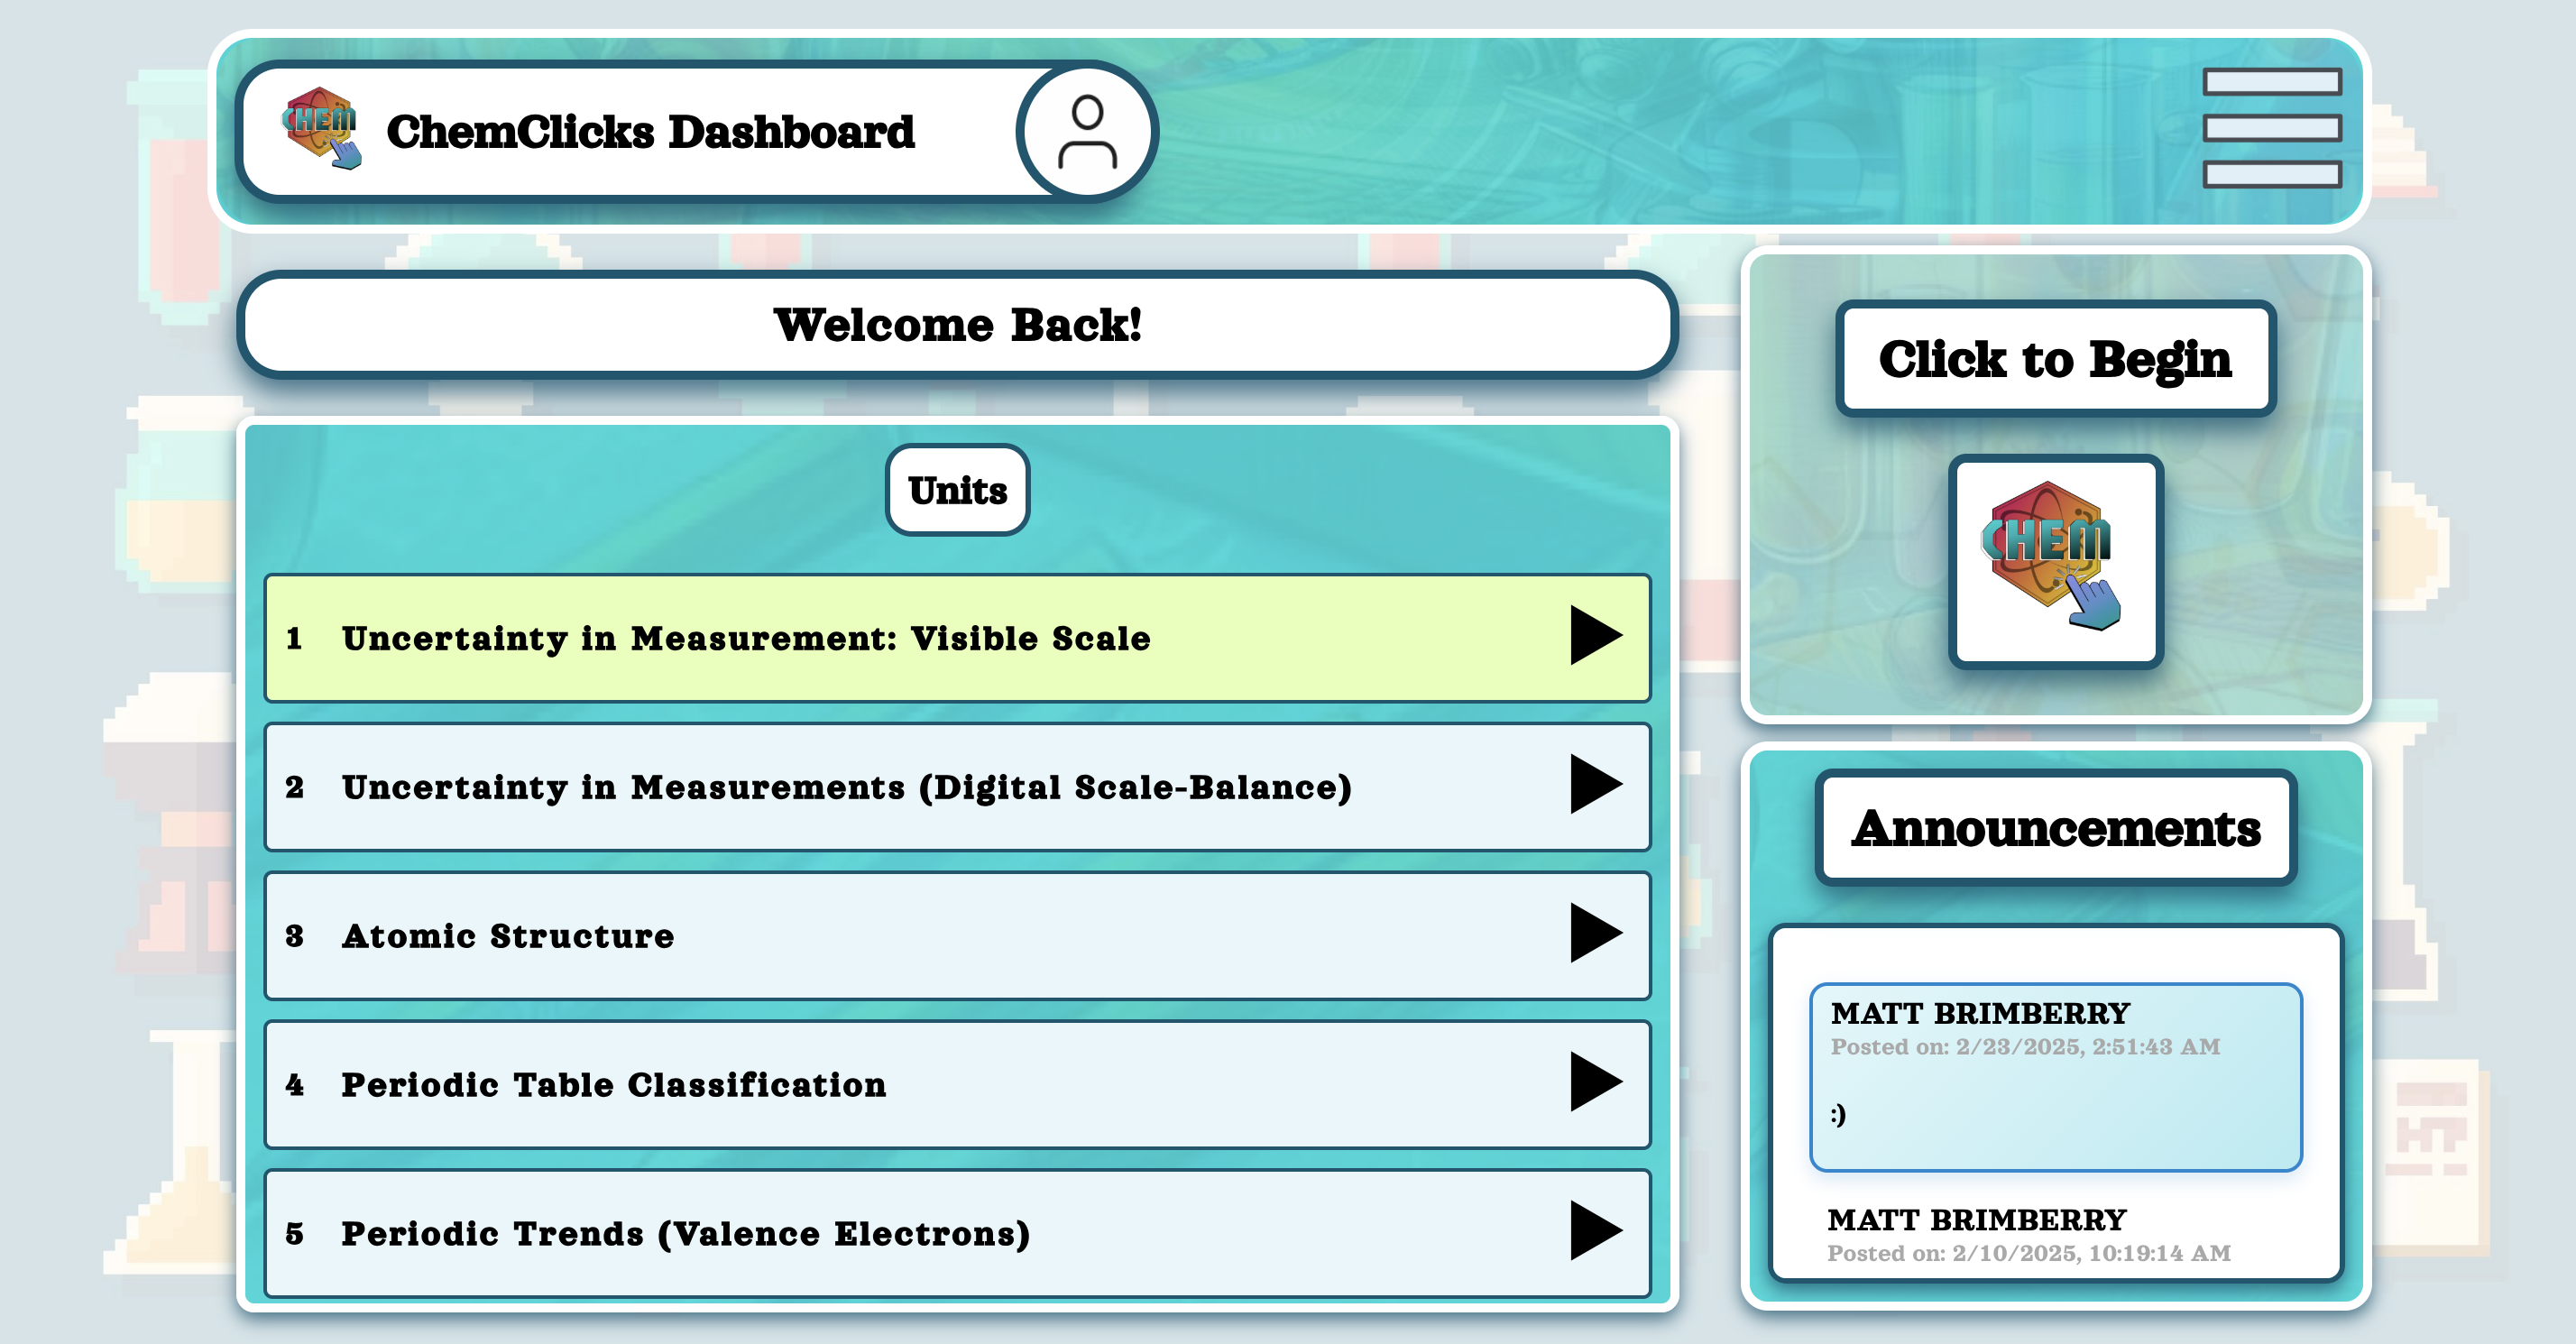 CHEM
ChemClicks Dashboard
Welcome Back!
Units
1 Uncertainty in Measurement: Visible Scale
2 Uncertainty in Measurements (Digital Scale-Balance)
3 Atomic Structure
4 Periodic Table Classification
5 Periodic Trends (Valence Electrons)
Click to Begin
CHEM
Announcements
MATT BRIMBERRY
Posted on: 2/23/2025, 2:51:43 AM
:)
MATT BRIMBERRY
Posted on: 2/10/2025, 10:19:14 AM